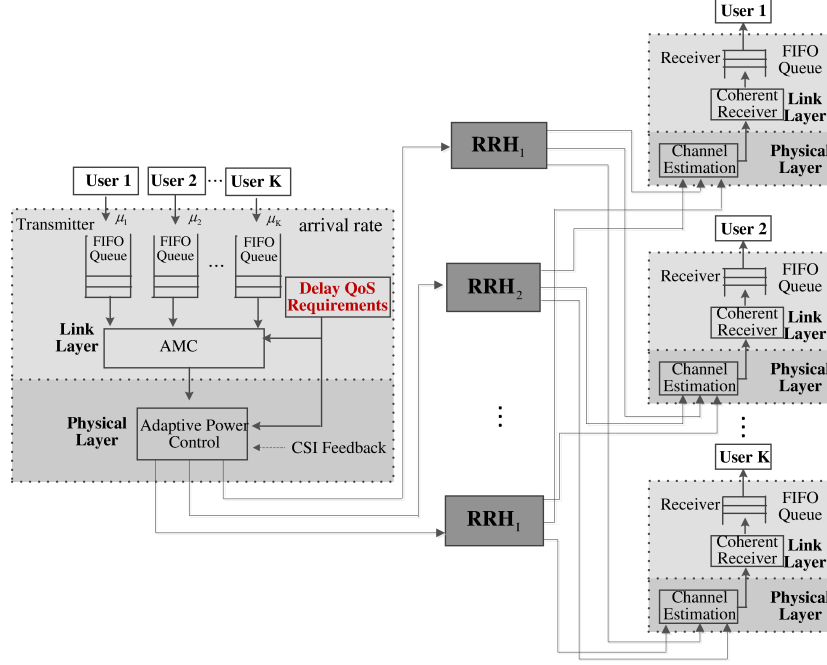 User 1
User 2
...
User K
Transmitter
μ1
μ2
μK
arrival rate
FIFO
Queue
FIFO
Queue
...
FIFO
Queue
Delay QoS
Requirements
Link
Layer
AMC
Physical
Layer
Adaptive Power
Control
CSI Feedback
RRH1
RRH2
RRHI
User 1
Receiver
FIFO
Queue
Coherent
Receiver
Link
Layer
Channel
Estimation
Physical
Layer
User 2
Receiver
FIFO
Queue
Coherent
Receiver
Link
Layer
Channel
Estimation
Physical
Layer
User K
Receiver
FIFO
Queue
Coherent
Receiver
Link
Layer
Channel
Estimation
Physical
Layer